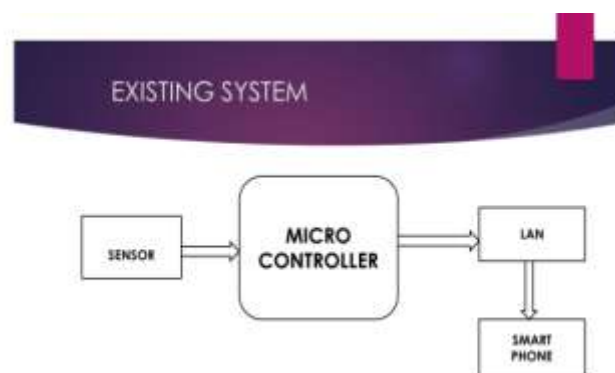 EXISTING SYSTEM
SENSOR
MICRO
CONTROLLER
LAN
SMART
PHONE